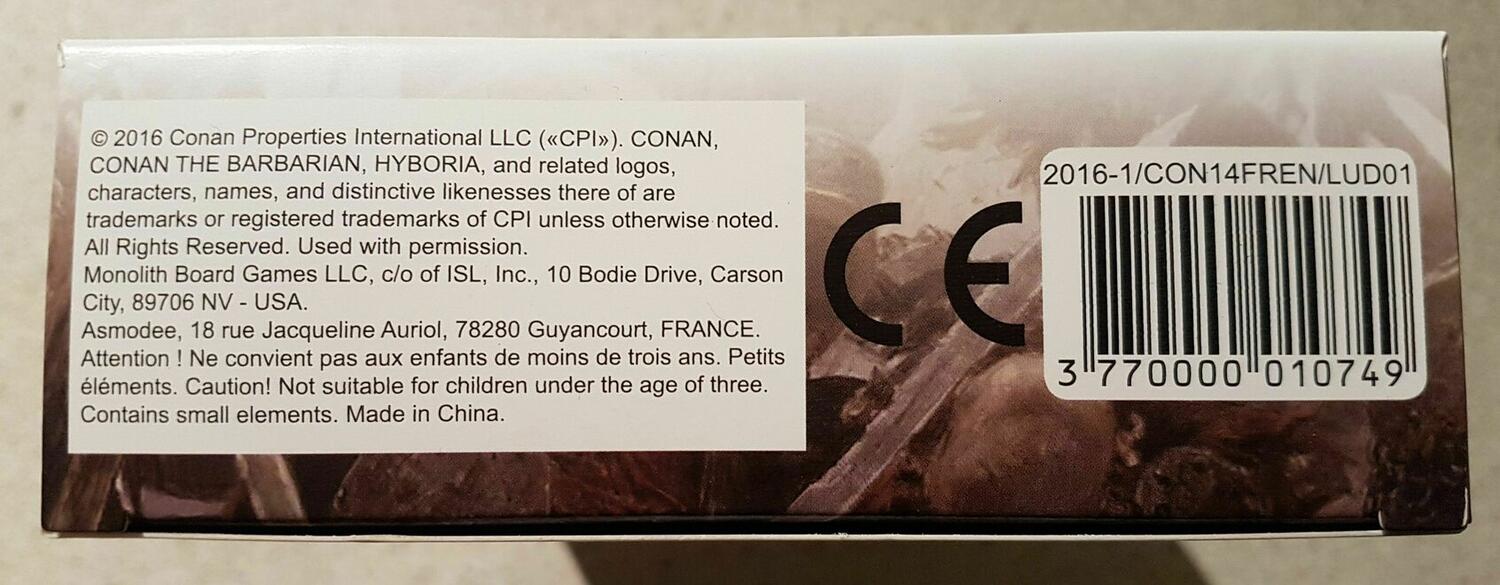 © 2016 Conan Properties International LLC («CPI»). CONAN,
CONAN THE BARBARIAN, HYBORIA, and related logos,
characters, names, and distinctive likenesses there of are
trademarks or registered trademarks of CPI unless otherwise noted.
All Rights Reserved. Used with permission.
Monolith Board Games LLC, c/o of ISL, Inc., 10 Bodie Drive, Carson
City, 89706 NV - USA.
Asmodee, 18 rue Jacqueline Auriol, 78280 Guyancourt, FRANCE.
Attention ! Ne convient pas aux enfants de moins de trois ans. Petits
éléments. Caution! Not suitable for children under the age of three.
Contains small elements. Made in China.
CE
2016-1/CON14FREN/LUD01
3 770000 010749